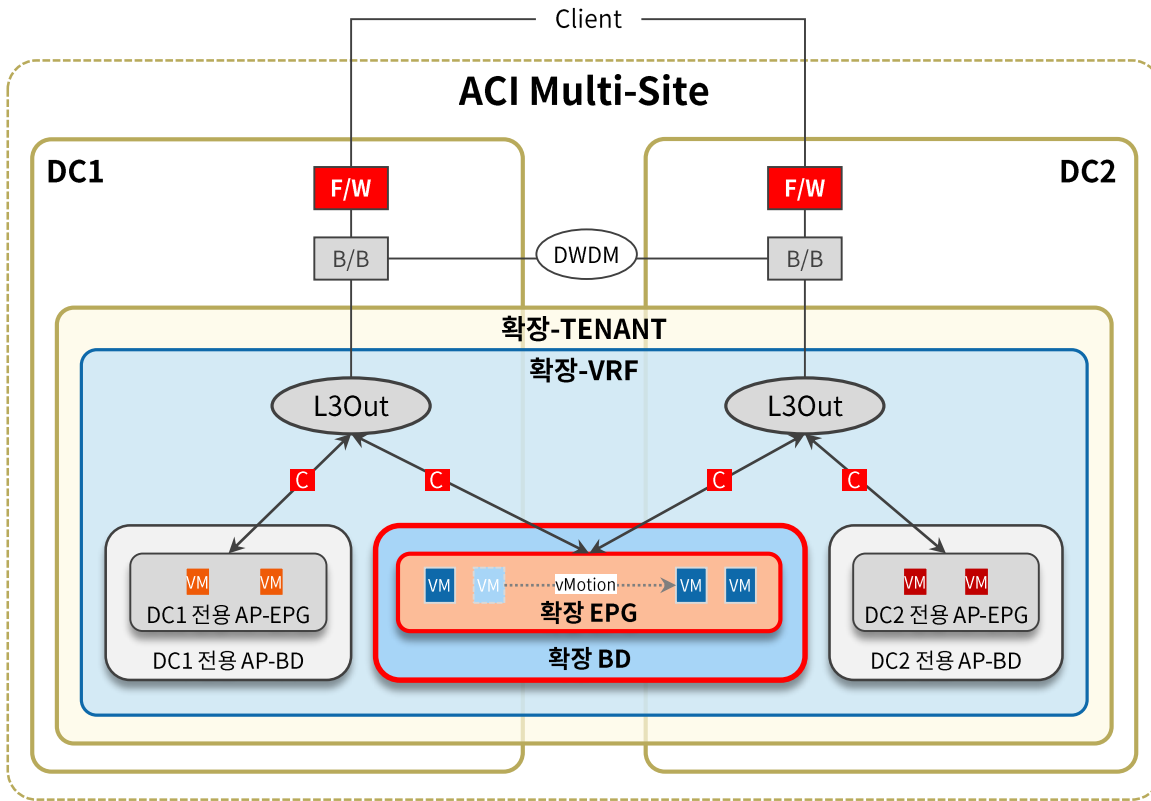 Client
ACI Multi-Site
DC1
DC2
F/W
F/W
B/B
DWDM
B/B
확장-TENANT
확장-VRF
L3Out
L3Out
C
C
C
C
VM
VM
DC1 전용 AP-EPG
DC1 전용 AP-BD
VM
VM
vMotion
VM
VM
확장 EPG
확장 BD
VM
VM
DC2 전용 AP-EPG
DC2 전용 AP-BD